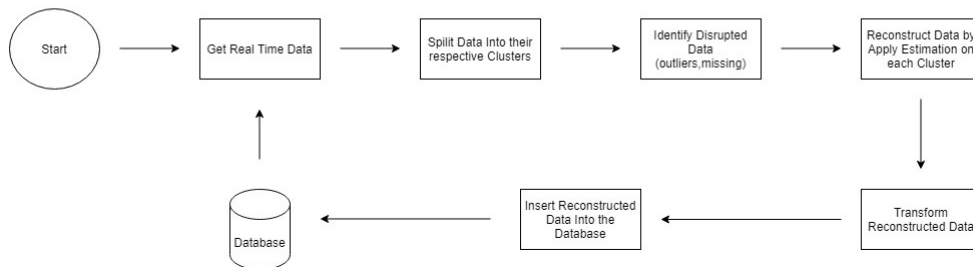 Start
Get Real Time Data
Spilit Data Into their
respective Clusters
Identify Disrupted
Data
(outliers,missing)
Reconstruct Data by
Apply Estimation on
each Cluster
Transform
Reconstructed Data
Insert Reconstructed
Data Into the
Database
Database